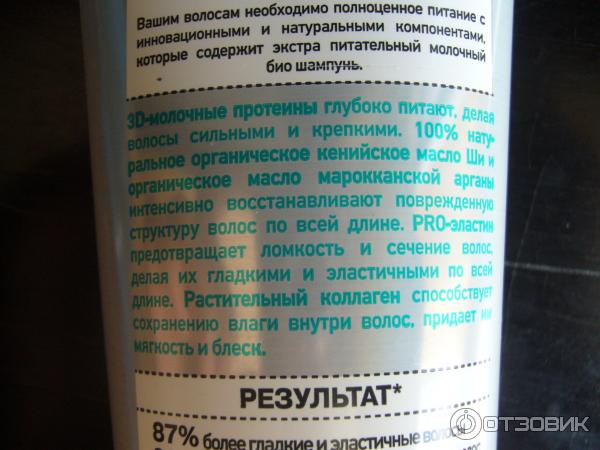 Вашим волосам необходимо полноценное питание с
инновационными и натуральными компонентами,
которые содержит экстра питательный молочный
био шампунь.
3D-молочные протеины глубоко питают, делая
волосы сильными и крепкими. 100% нату-
ральное органическое кенийское масло Ши и
органическое масло марокканской арганы
интенсивно восстанавливают поврежденную
структуру волос по всей длине. PRO-эластин
предотвращает ломкость и сечение волос,
делая их гладкими и эластичными по всей
длине. Растительный коллаген способствует
сохранению влаги внутри волос, придает им
мягкость и блеск.
РЕЗУЛЬТАТ*
87% более гладкие и эластичные волосы
ОТЗОВИК